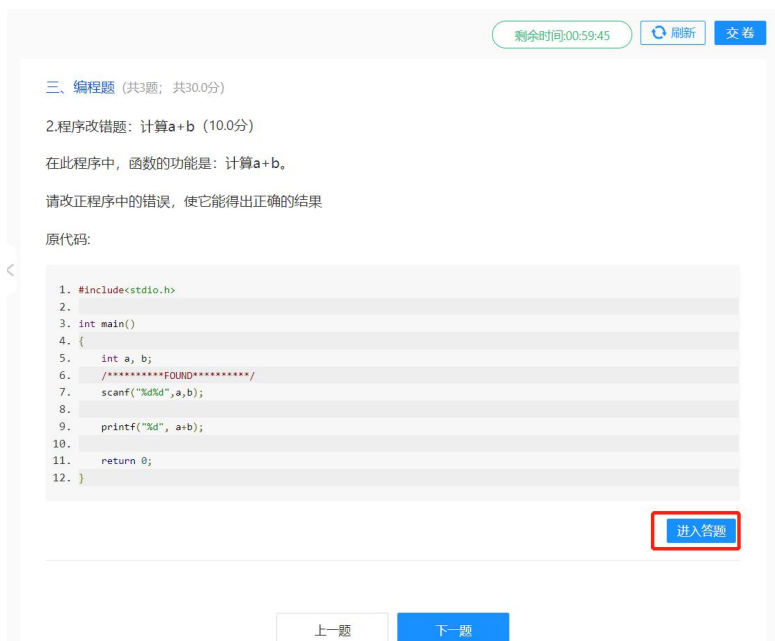 剩余时间:00:59:45 刷新 交卷
三、编程题 (共3题; 共30.0分)
2.程序改错题：计算a+b（10.0分）
在此程序中，函数的功能是：计算a+b。
请改正程序中的错误，使它能得出正确的结果
原代码:
1. #include<stdio.h>
2.
3. int main()
4. {
5. int a, b;
6. /**********FOUND**********/
7. scanf("%d%d",a,b);
8.
9. printf("%d", a+b);
10.
11. return 0;
12. }
进入答题
上一题 下一题